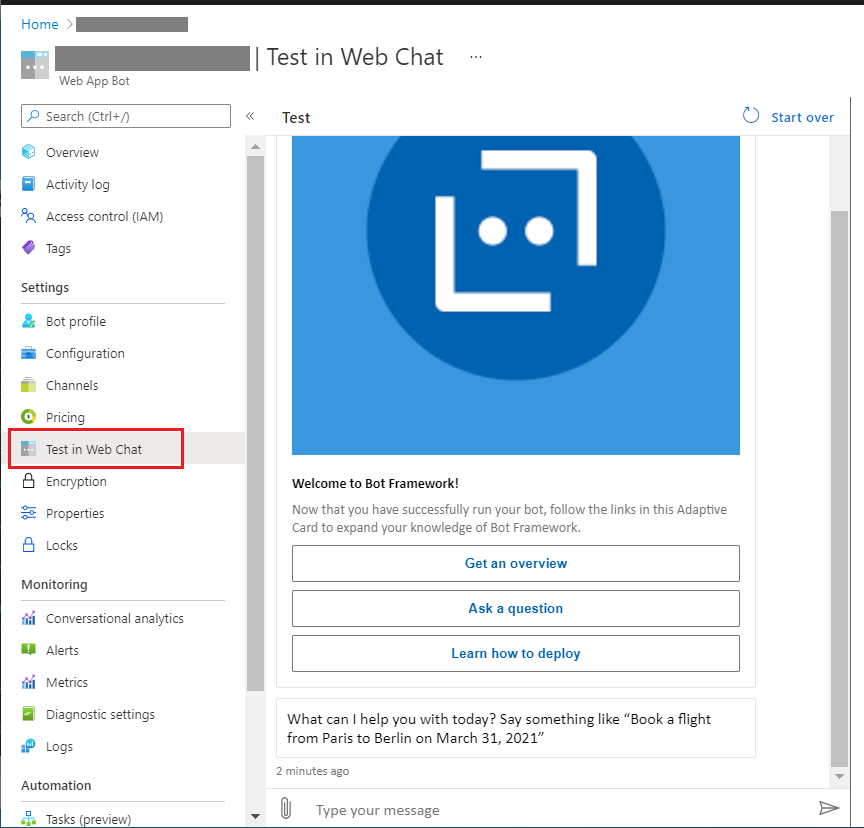 Home >
| Test in Web Chat ...
Web App Bot
Search (Ctrl+/)
«
Overview
Activity log
Access control (IAM)
Tags
Settings
Bot profile
Configuration
Channels
Pricing
Test in Web Chat
Encryption
Properties
Locks
Monitoring
Conversational analytics
Alerts
Metrics
Diagnostic settings
Logs
Automation
Tasks (preview)
Test
Start over
Welcome to Bot Framework!
Now that you have successfully run your bot, follow the links in this Adaptive
Card to expand your knowledge of Bot Framework.
Get an overview
Ask a question
Learn how to deploy
What can I help you with today? Say something like “Book a flight
from Paris to Berlin on March 31, 2021”
2 minutes ago
Type your message